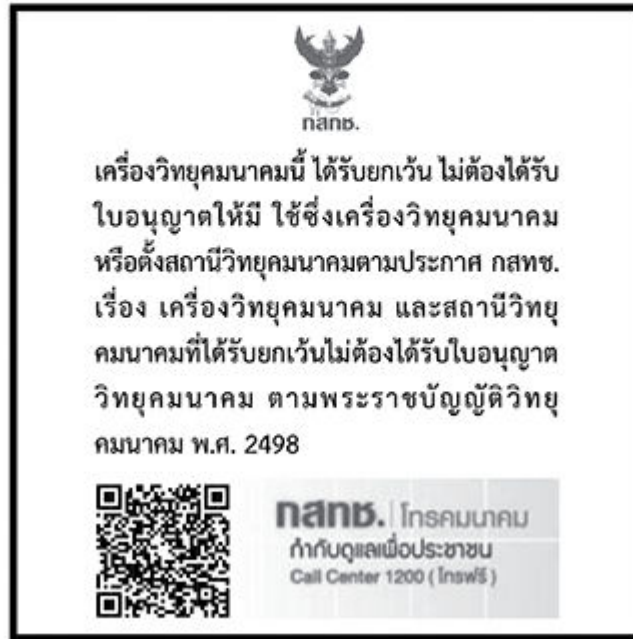 กสทช.
เครื่องวิทยุคมนาคมนี้ ได้รับยกเว้น ไม่ต้องได้รับ
ใบอนุญาตให้มี ใช้ซึ่งเครื่องวิทยุคมนาคม
หรือตั้งสถานีวิทยุคมนาคมตามประกาศ กสทช.
เรื่อง เครื่องวิทยุคมนาคม และสถานีวิทยุ
คมนาคมที่ได้รับยกเว้นไม่ต้องได้รับใบอนุญาต
วิทยุคมนาคม ตามพระราชบัญญัติวิทยุ
คมนาคม พ.ศ. 2498
กสทช. | โทรคมนาคม
กำกับดูแลเพื่อประชาชน
Call Center 1200 ( โทรฟรี )